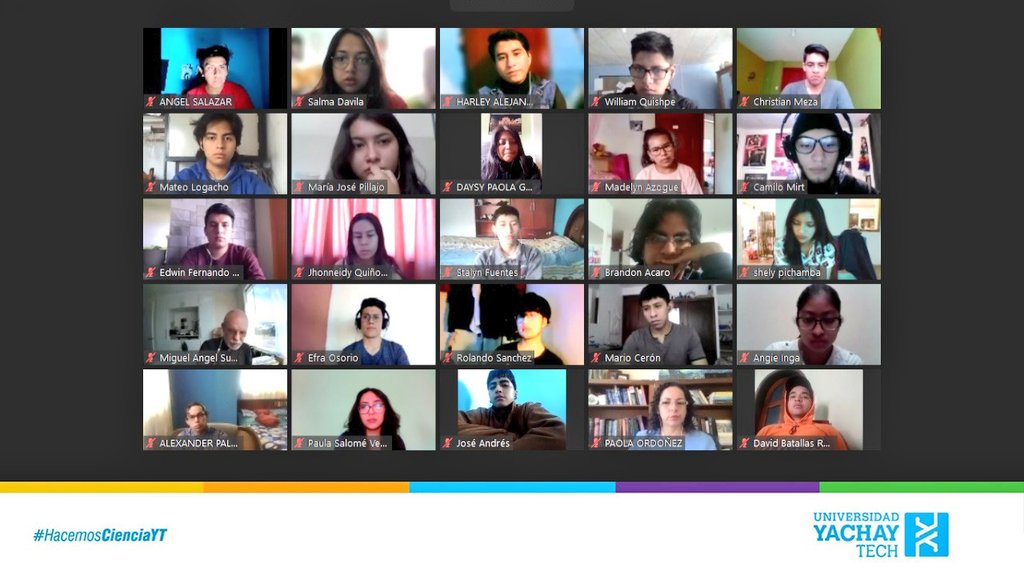 ANGEL SALAZAR
Salma Davila
HARLEY ALEJAN...
William Quishpe
Christian Meza
Mateo Logacho
María José Pillajo
DAYSY PAOLA G...
Madelyn Azogue
Camilo Mirt
Edwin Fernando ...
Jhonneidy Quiño...
Stalyn Fuentes
Brandon Acaro
shely pichamba
Miguel Angel Su...
Efra Osorio
Rolando Sanchez
Mario Cerón
Angie Inga
ALEXANDER PAL...
Paula Salomé Ve...
José Andrés
PAOLA ORDOÑEZ
David Batallas R...
#HacemosCienciaYT
UNIVERSIDAD
YACHAY
TECH